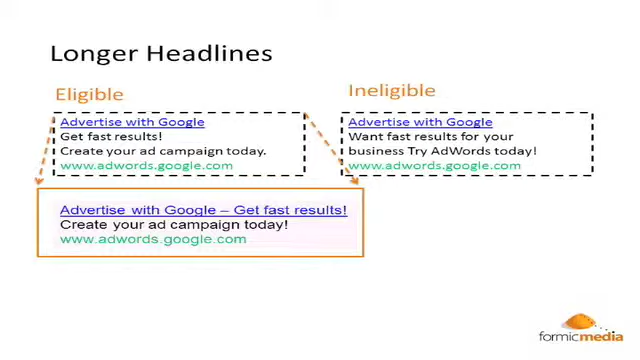 Longer Headlines
Eligible
Advertise with Google
Get fast results!
Create your ad campaign today.
www.adwords.google.com
Ineligible
Advertise with Google
Want fast results for your
business Try AdWords today!
www.adwords.google.com
Advertise with Google – Get fast results!
Create your ad campaign today!
www.adwords.google.com
formicmedia